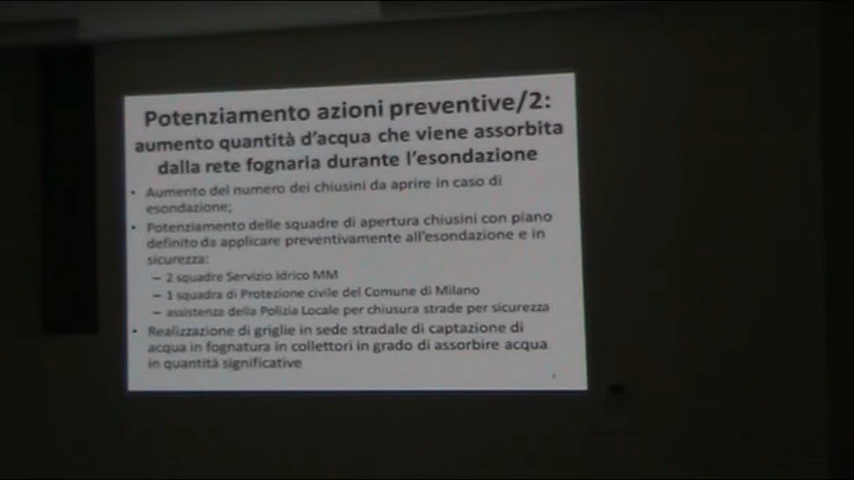 Potenziamento azioni preventive/2:
aumento quantità d'acqua che viene assorbita
dalla rete fognaria durante l'esondazione
• Aumento del numero dei chiusini da aprire in caso di
esondazione;
• Potenziamento delle squadre di apertura chiusini con piano
definito da applicare preventivamente all'esondazione e in
sicurezza:
– 2 squadre Servizio idrico MM
– 1 squadra di Protezione civile del Comune di Milano
– assistenza della Polizia Locale per chiusura strade per sicurezza
• Realizzazione di griglie in sede stradale di captazione di
acqua in fognatura in collettori in grado di assorbire acqua
in quantità significative